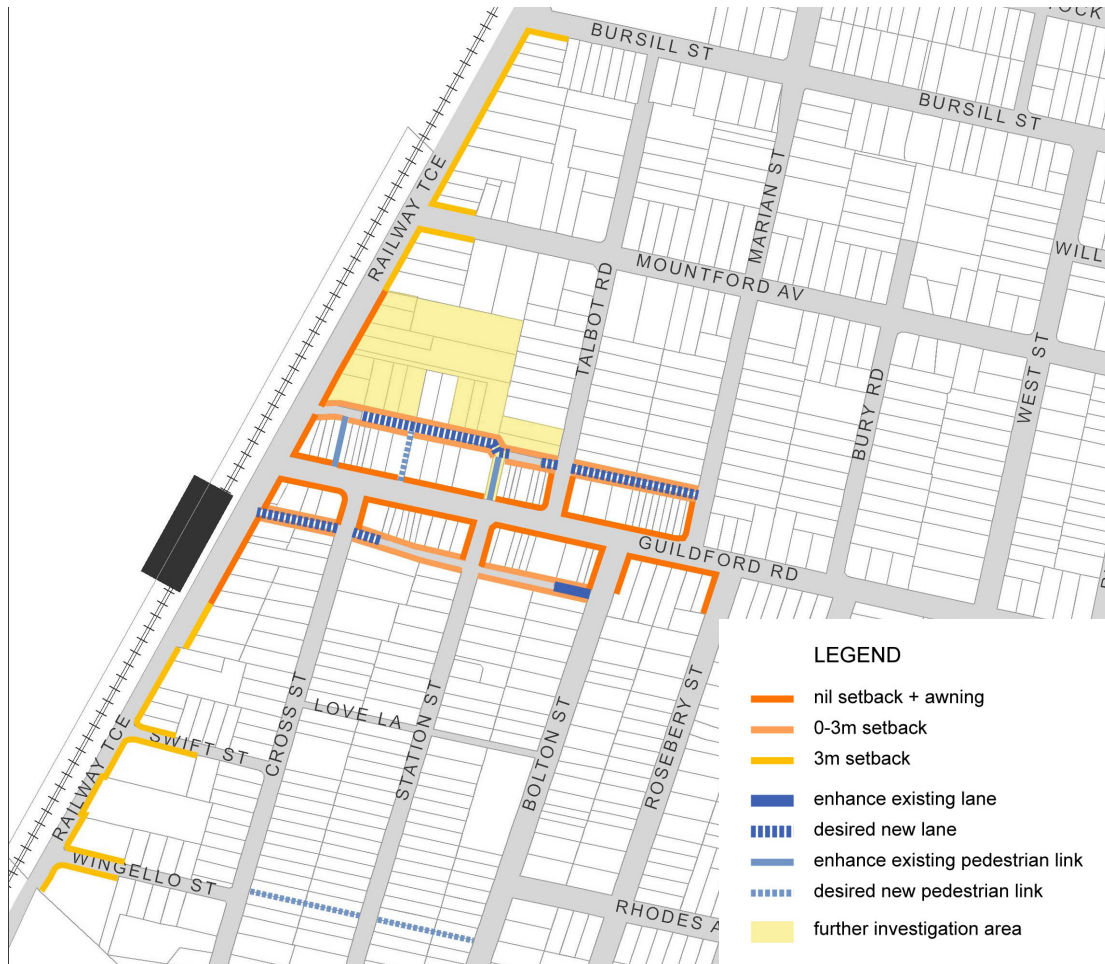 TOCK
BURSILL ST
BURSILL ST
RAILWAY TCE
MARIAN ST
WILL
MOUNTFORD AV
TALBOT RD
WEST ST
BURY RD
GUILDFORD RD
LOVE LA
CROSS ST
STATION ST
BOLTON ST
ROSEBERY ST
SWIFT ST
RAILWAY TCE
WINGELLO ST
RHODES A
LEGEND
nil setback + awning
0-3m setback
3m setback
enhance existing lane
desired new lane
enhance existing pedestrian link
desired new pedestrian link
further investigation area